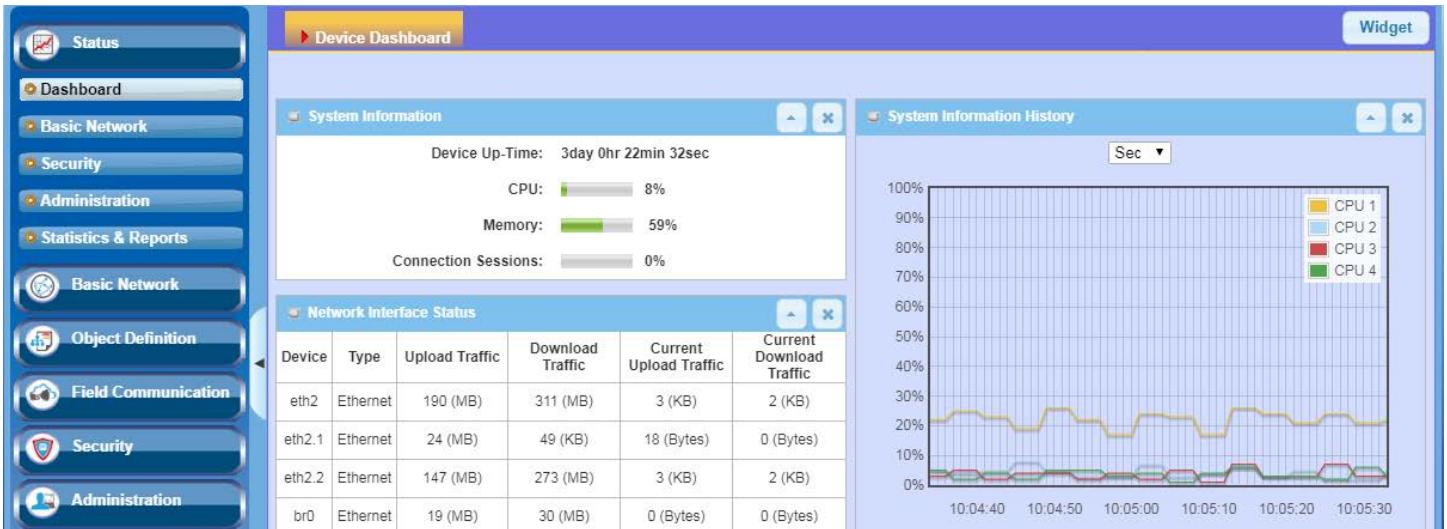 Status
Dashboard
Basic Network
Security
Administration
Statistics & Reports
Basic Network
Object Definition
Field Communication
Security
Administration
Device Dashboard
Widget
System Information
Device Up-Time: 3day 0hr 22min 32sec
CPU: 8%
Memory: 59%
Connection Sessions: 0%
Network Interface Status
Device Type Upload Traffic Download Traffic Current Upload Traffic Current Download Traffic
eth2 Ethernet 190 (MB) 311 (MB) 3 (KB) 2 (KB)
eth2.1 Ethernet 24 (MB) 49 (KB) 18 (Bytes) 0 (Bytes)
eth2.2 Ethernet 147 (MB) 273 (MB) 3 (KB) 2 (KB)
br0 Ethernet 19 (MB) 30 (MB) 0 (Bytes) 0 (Bytes)
System Information History
Sec
100%
90%
80%
70%
60%
50%
40%
30%
20%
10%
0%
CPU 1
CPU 2
CPU 3
CPU 4
10:04:40 10:04:50 10:05:00 10:05:10 10:05:20 10:05:30